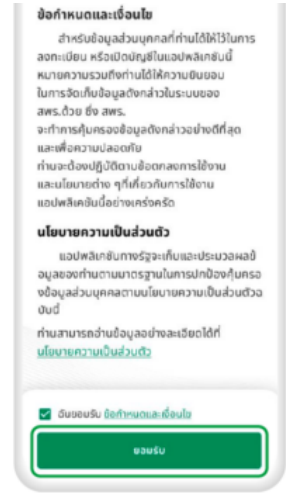 ข้อกำหนดและเงื่อนไข
สำหรับข้อมูลส่วนบุคคลที่ท่านได้ให้ไว้ในการ
ลงทะเบียน หรือเปิดบัญชีในแอปพลิเคชันนี้
หมายความรวมถึงท่านได้ให้ความยินยอม
ในการจัดเก็บข้อมูลดังกล่าวในระบบของ
สพร.ด้วย ซึ่ง สพร.
จะทำการคุ้มครองข้อมูลดังกล่าวอย่างดีที่สุด
และเพื่อความปลอดภัย
ท่านจะต้องปฏิบัติตามข้อตกลงการใช้งาน
และนโยบายต่าง ๆที่เกี่ยวกับการใช้งาน
แอปพลิเคชันนี้อย่างเคร่งครัด
นโยบายความเป็นส่วนตัว
แอปพลิเคชันทางรัฐจะเก็บและประมวลผลข้
อมูลของท่านตามมาตรฐานในการปกป้องคุ้มครอ
งข้อมูลส่วนบุคคลตามนโยบายความเป็นส่วนตัวฉ
บับนี้
ท่านสามารถอ่านข้อมูลอย่างละเอียดได้ที่
นโยบายความเป็นส่วนตัว
ฉันยอมรับ ข้อกำหนดและเงื่อนไข
ยอมรับ